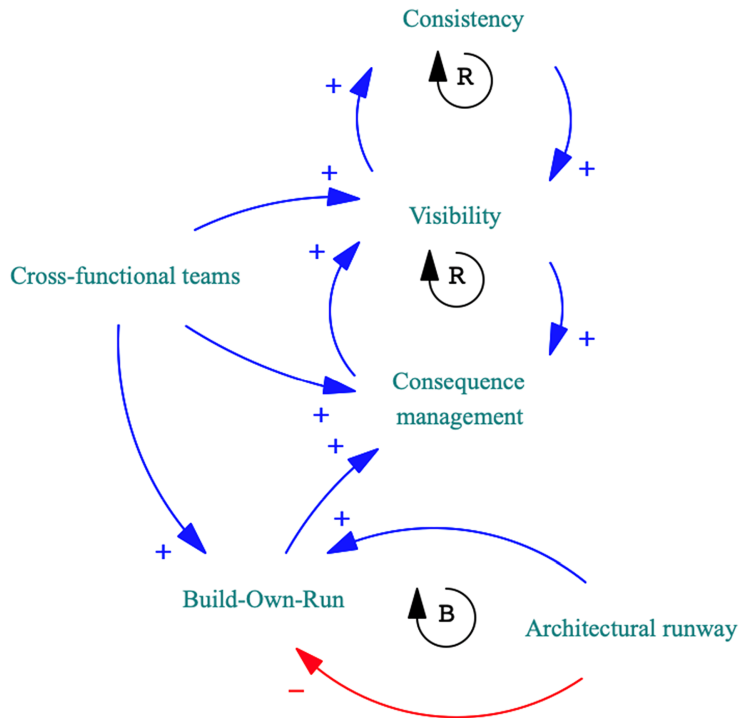 Consistency
R
+
+
+
Visibility
+
R
Cross-functional teams
+
Consequence
management
+
+
+
+
Build-Own-Run
B
Architectural runway
−